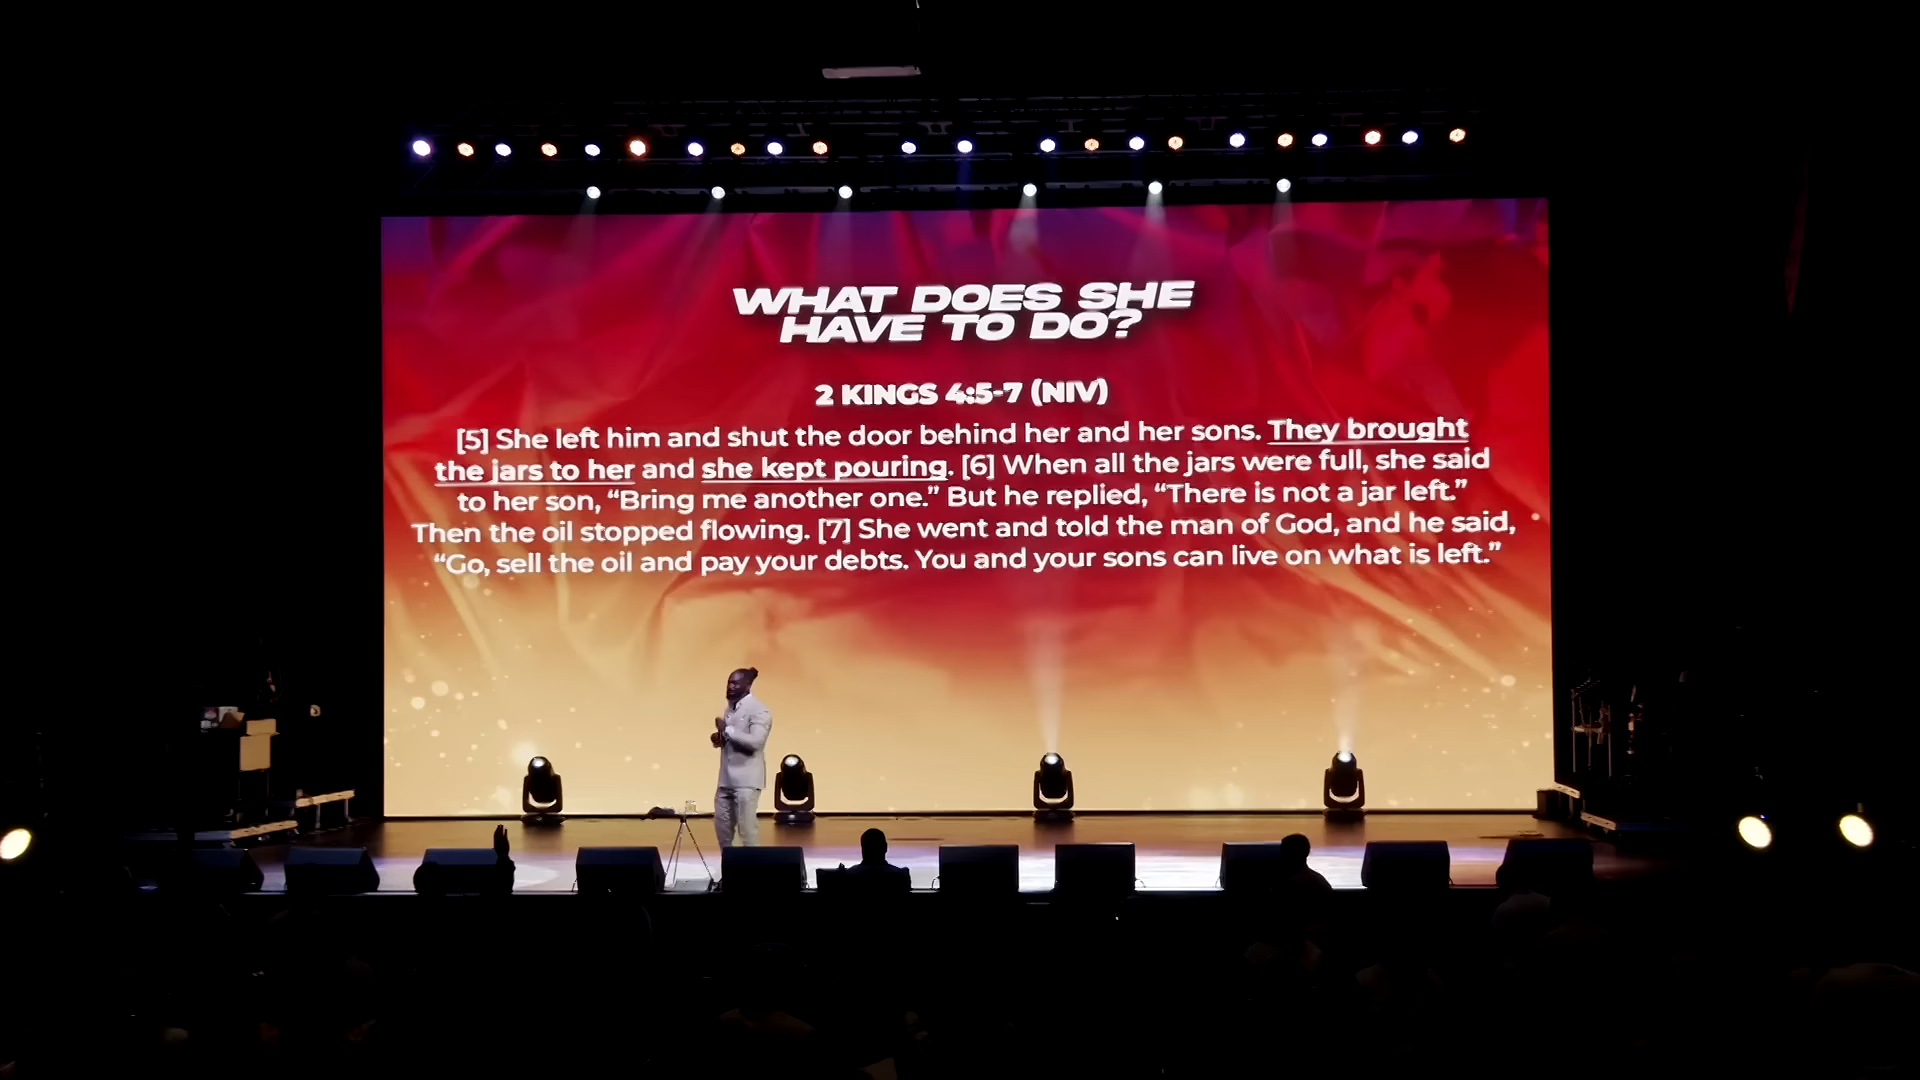 WHAT DOES SHE
HAVE TO DO?
2 KINGS 4:5-7 (NIV)
[5] She left him and shut the door behind her and her sons. They brought
the jars to her and she kept pouring. [6] When all the jars were full, she said
to her son, “Bring me another one.” But he replied, “There is not a jar left.”
Then the oil stopped flowing. [7] She went and told the man of God, and he said,
“Go, sell the oil and pay your debts. You and your sons can live on what is left.”